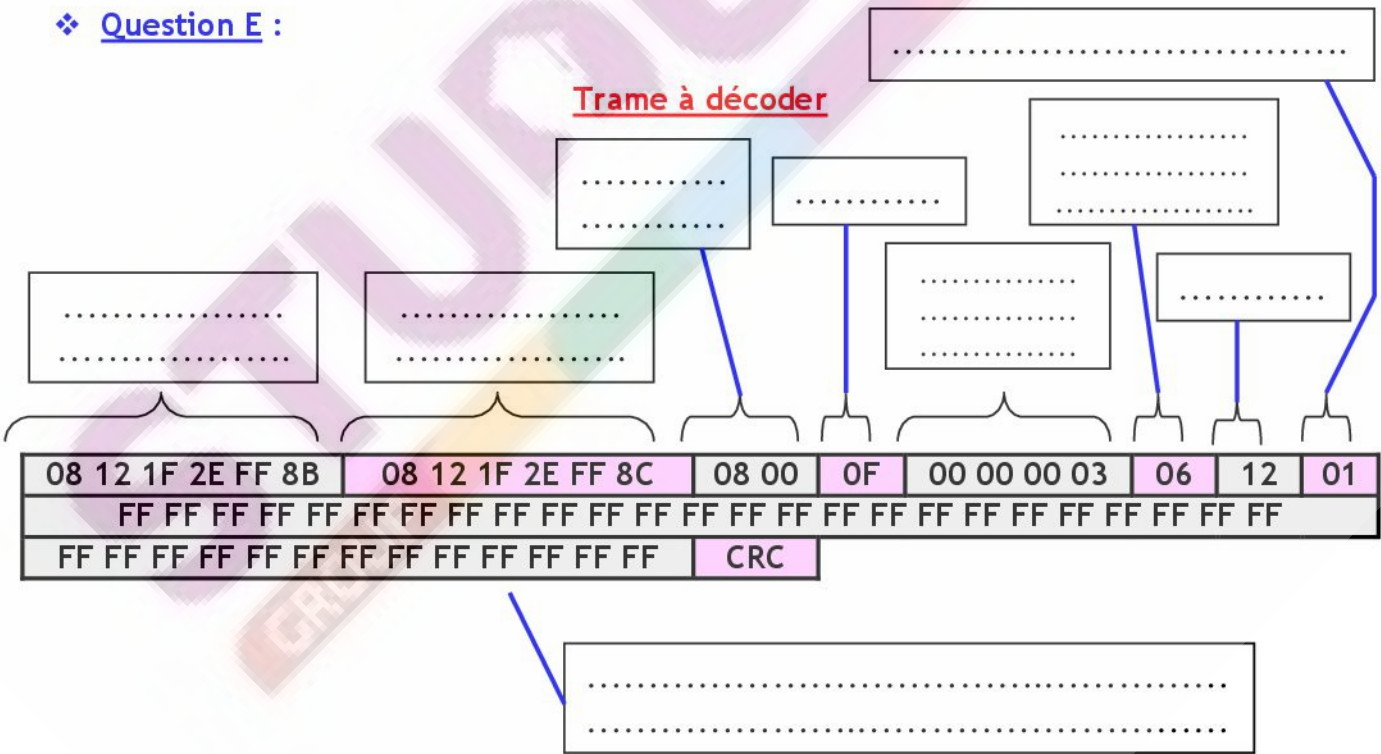 ❖ Question E :
Trame à décoder
08 12 1F 2E FF 8B 08 12 1F 2E FF 8C 08 00 0F 00 00 00 03 06 12 01
FF FF FF FF FF FF FF FF FF FF FF FF FF FF FF FF FF FF FF FF FF FF FF FF FF
FF FF FF FF FF FF FF FF FF FF FF FF FF CRC